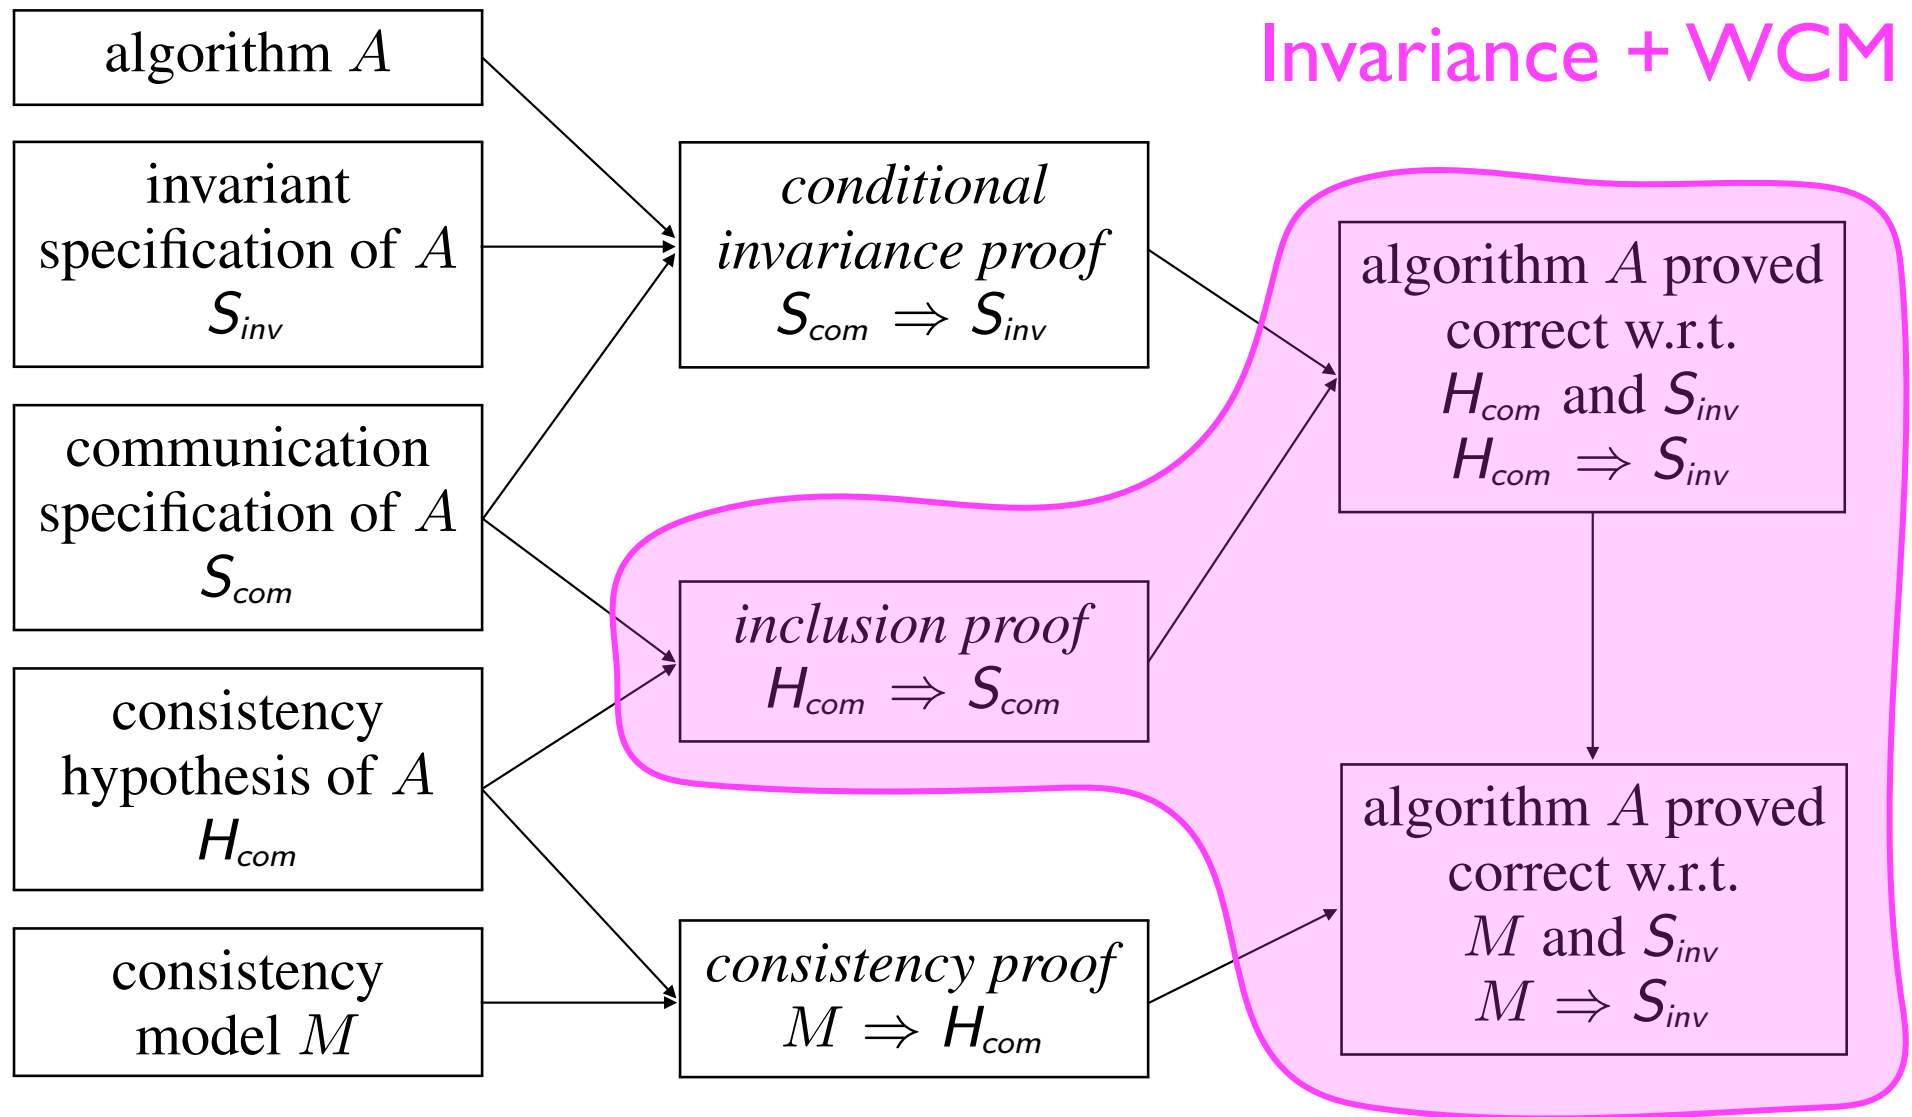 Invariance + WCM
algorithm A
invariant
specification of A
S_inv
communication
specification of A
S_com
consistency
hypothesis of A
H_com
consistency
model M
conditional
invariance proof
S_com ⇒ S_inv
inclusion proof
H_com ⇒ S_com
consistency proof
M ⇒ H_com
algorithm A proved
correct w.r.t.
H_com and S_inv
H_com ⇒ S_inv
algorithm A proved
correct w.r.t.
M and S_inv
M ⇒ S_inv